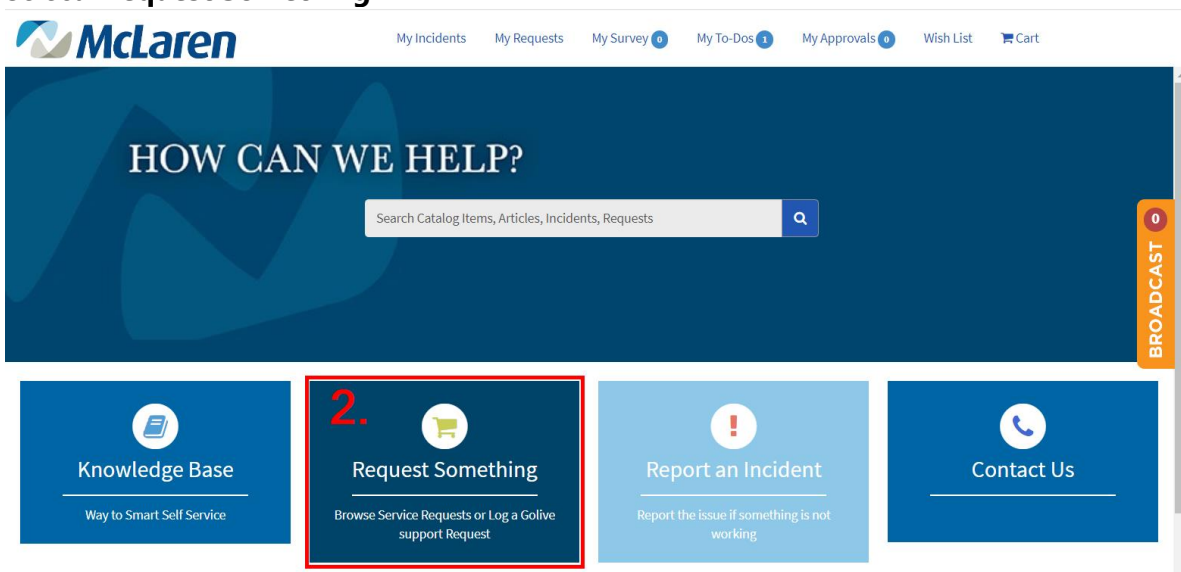 McLaren
My Incidents My Requests My Survey 0 My To-Dos 1 My Approvals 0 Wish List Cart
HOW CAN WE HELP?
Search Catalog Items, Articles, Incidents, Requests
0
BROADCAST
2.
Knowledge Base
Way to Smart Self Service
Request Something
Browse Service Requests or Log a Golive
support Request
Report an Incident
Report the issue if something is not
working
Contact Us